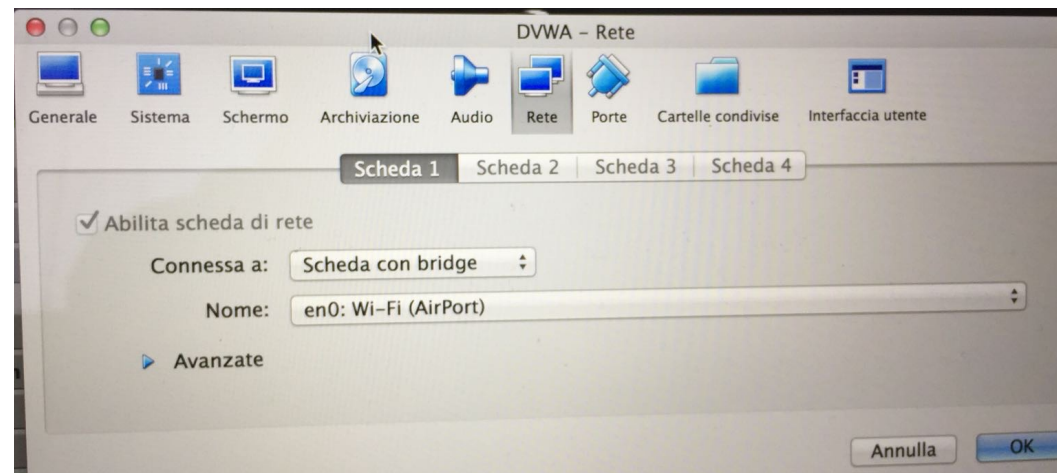 DVWA – Rete
Generale Sistema Schermo Archiviazione Audio Rete Porte Cartelle condivise Interfaccia utente
Scheda 1 Scheda 2 Scheda 3 Scheda 4
Abilita scheda di rete
Connessa a: Scheda con bridge
Nome: en0: Wi-Fi (AirPort)
Avanzate
Annulla OK